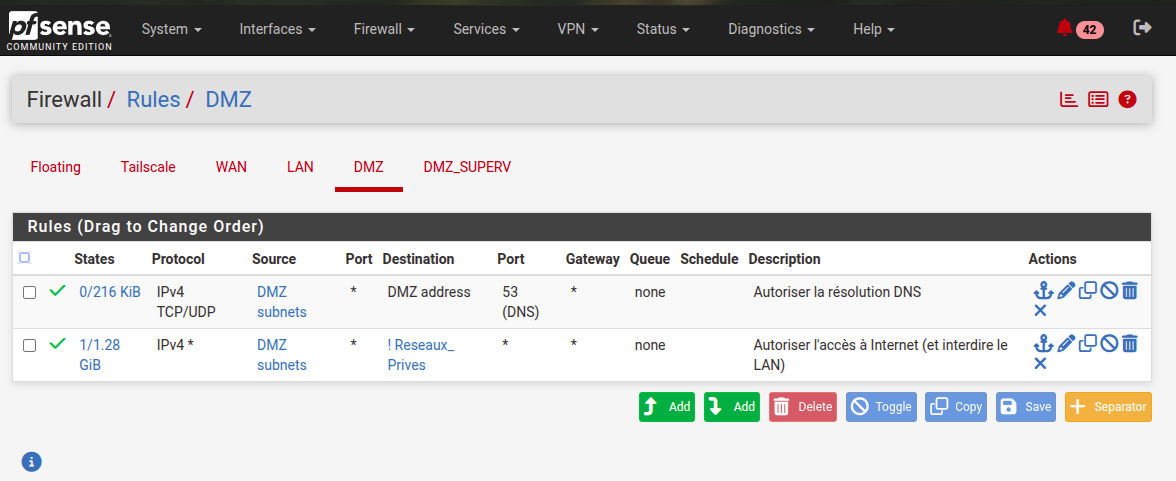 pfsense
COMMUNITY EDITION
System Interfaces Firewall Services VPN Status Diagnostics Help 42
Firewall / Rules / DMZ
Floating Tailscale WAN LAN DMZ DMZ_SUPERV
Rules (Drag to Change Order)
States Protocol Source Port Destination Port Gateway Queue Schedule Description Actions
0/216 KiB IPv4 DMZ * DMZ address 53 * none Autoriser la résolution DNS
TCP/UDP subnets (DNS)
1/1.28 IPv4 * DMZ * ! Reseaux_ * * none Autoriser l'accès à Internet (et interdire le
GiB subnets Prives LAN)
Add Add Delete Toggle Copy Save Separator